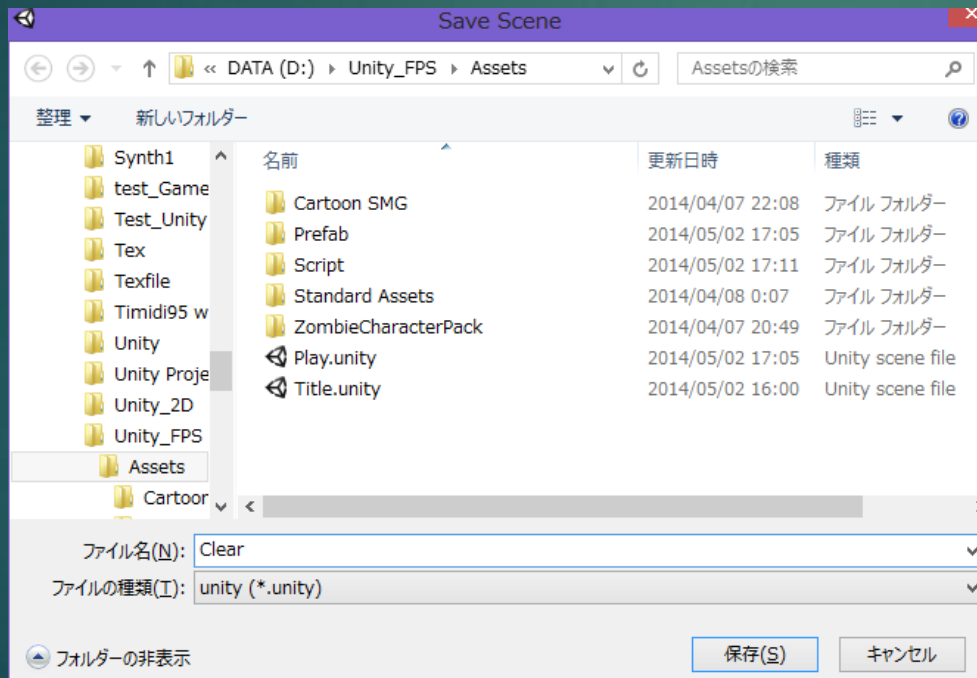 Save Scene
« DATA (D:) Unity_FPS Assets Assetsの検索
整理 新しいフォルダー
Synth1
test_Game
Test_Unity
Tex
Texfile
Timidi95 w
Unity
Unity Proje
Unity_2D
Unity_FPS
Assets
Cartoor
名前 更新日時 種類
Cartoon SMG 2014/04/07 22:08 ファイル フォルダー
Prefab 2014/05/02 17:05 ファイル フォルダー
Script 2014/05/02 17:11 ファイル フォルダー
Standard Assets 2014/04/08 0:07 ファイル フォルダー
ZombieCharacterPack 2014/04/07 20:49 ファイル フォルダー
Play.unity 2014/05/02 17:05 Unity scene file
Title.unity 2014/05/02 16:00 Unity scene file
ファイル名(N): Clear
ファイルの種類(T): unity (*.unity)
フォルダーの非表示 保存(S) キャンセル